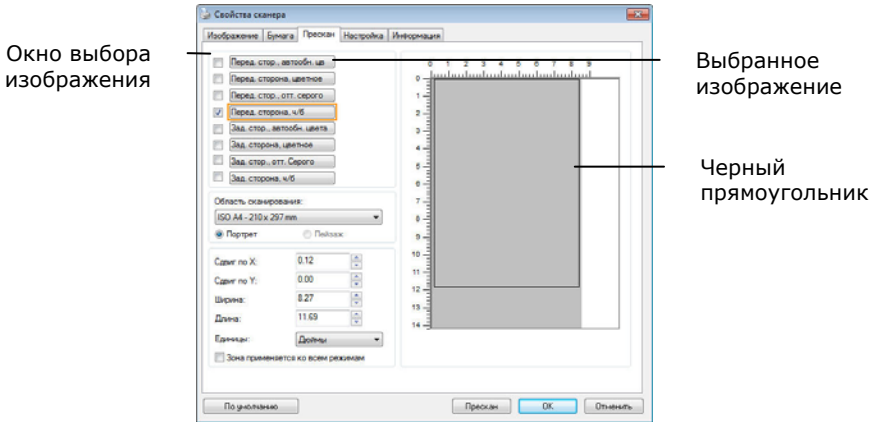 Свойства сканера
Изображение Бумага Прескан Настройка Информация
Окно выбора
изображения
Перед. стор., автообн. цв
Перед. сторона, цветное
Перед. стор., отт. серого
Перед. сторона, ч/б
Зад. стор., автообн. цвета
Зад. сторона, цветное
Зад. стор., отт. Серого
Зад. сторона, ч/б
Область сканирования:
ISO A4 - 210 x 297 mm
Портрет Пейзаж
Сдвиг по X: 0.12
Сдвиг по Y: 0.00
Ширина: 8.27
Длина: 11.69
Единицы: Дюймы
Зона применяется ко всем режимам
0 1 2 3 4 5 6 7 8 9
0
1
2
3
4
5
6
7
8
9
10
11
12
13
14
Выбранное
изображение
Черный
прямоугольник
По умолчанию Прескан OK Отменить